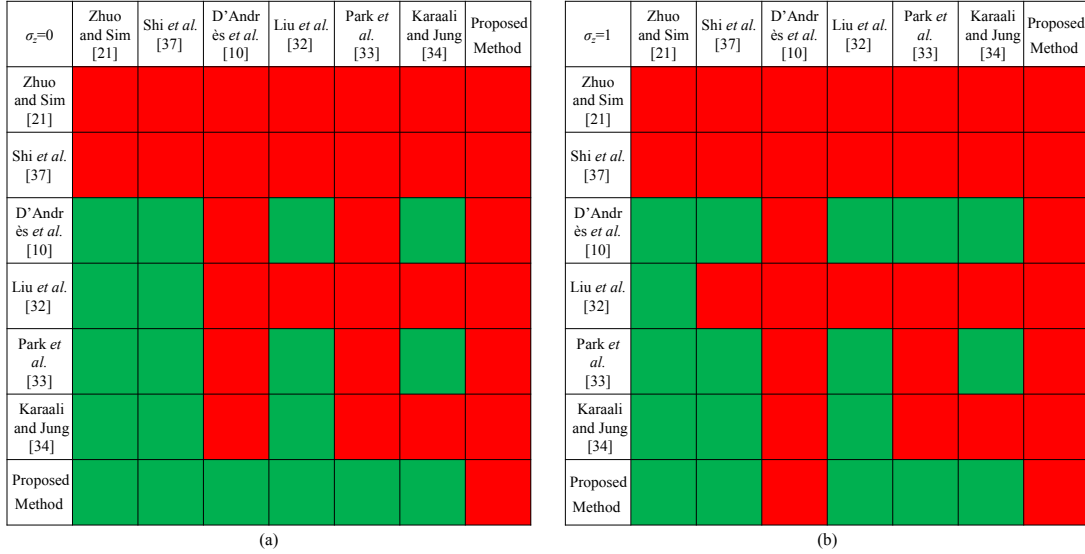 σz=0
Zhuo
and Sim
[21]
Shi et al.
[37]
D'Andr
ès et al.
[10]
Liu et al.
[32]
Park et
al.
[33]
Karaali
and Jung
[34]
Proposed
Method
Zhuo
and Sim
[21]
Shi et al.
[37]
D'Andr
ès et al.
[10]
Liu et al.
[32]
Park et
al.
[33]
Karaali
and Jung
[34]
Proposed
Method
(a)
σz=1
Zhuo
and Sim
[21]
Shi et al.
[37]
D'Andr
ès et al.
[10]
Liu et al.
[32]
Park et
al.
[33]
Karaali
and Jung
[34]
Proposed
Method
Zhuo
and Sim
[21]
Shi et al.
[37]
D'Andr
ès et al.
[10]
Liu et al.
[32]
Park et
al.
[33]
Karaali
and Jung
[34]
Proposed
Method
(b)